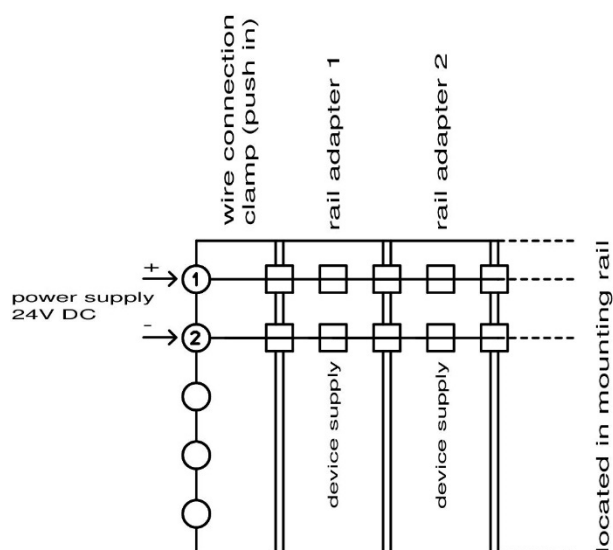 wire connection
clamp (push in)
rail adapter 1
rail adapter 2
+
1
power supply
24V DC
-
2
device supply
device supply
located in mounting rail